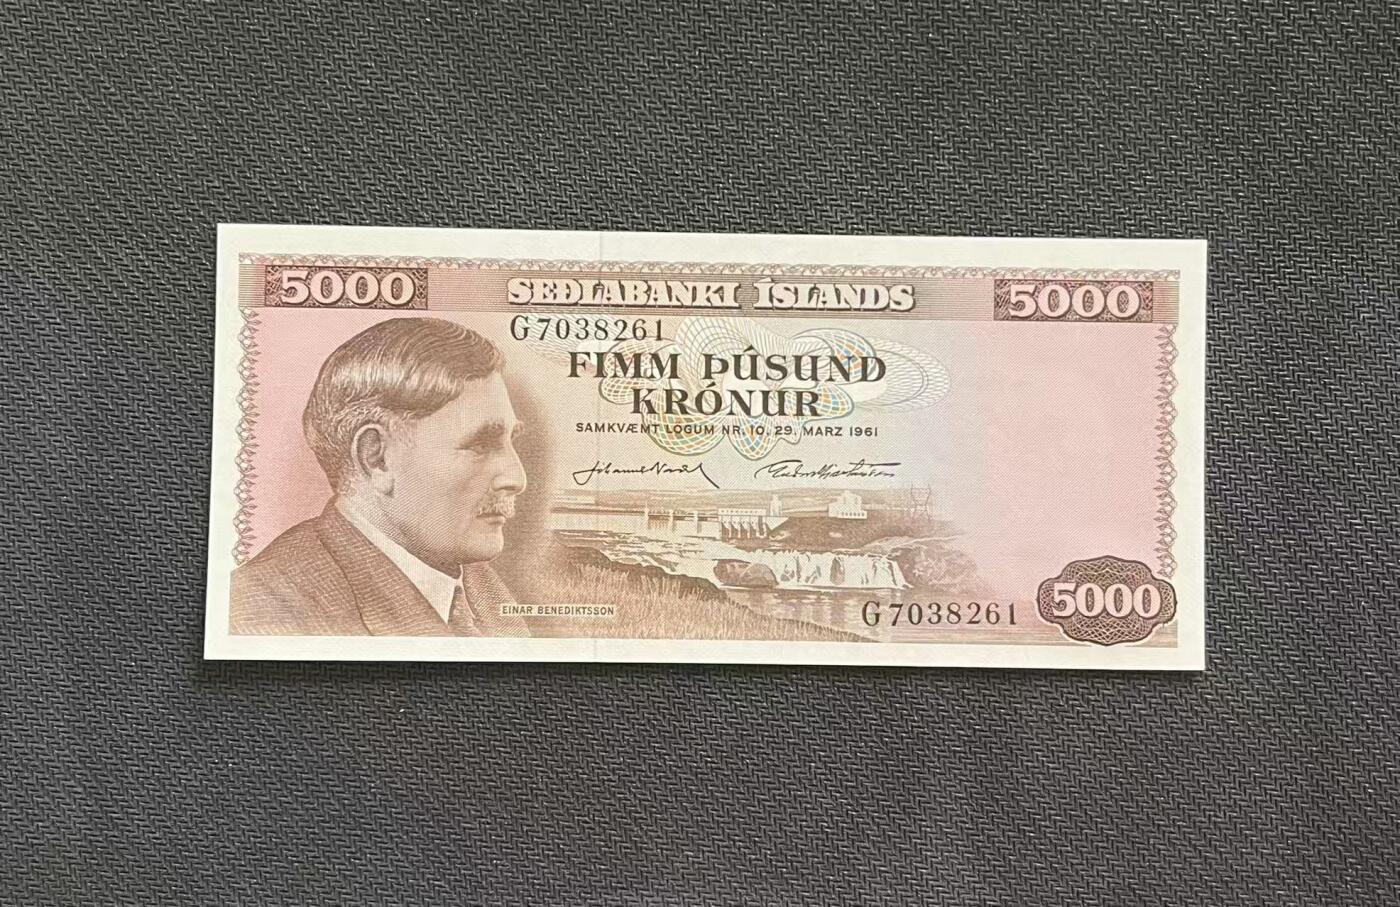 5000 SEÐLABANKI ÍSLANDS 5000
G7038261
FIMM ÞÚSUND
KRÓNUR
SAMKVÆMT LÖGUM NR. 10. 29. MARZ 1961
EINAR BENEDIKTSSON
G7038261
5000